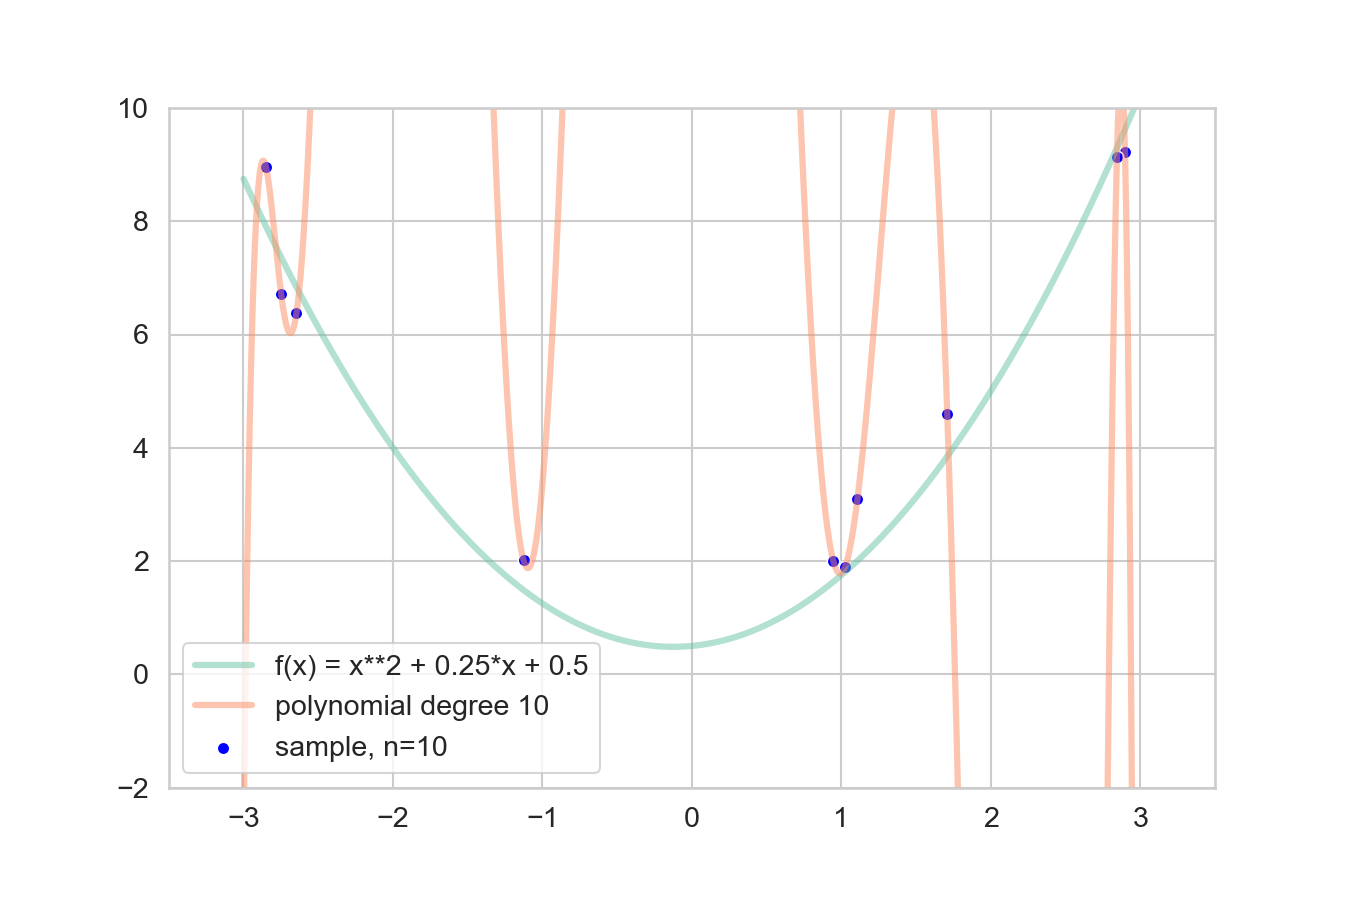 10
8
6
4
2
0
−2
f(x) = x**2 + 0.25*x + 0.5
polynomial degree 10
sample, n=10
−3 −2 −1 0 1 2 3